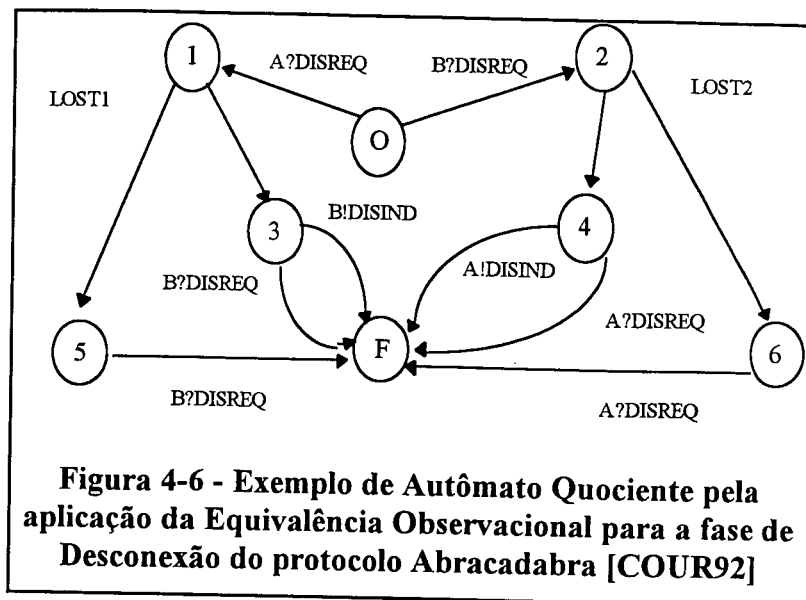 1
2
A?DISREQ
B?DISREQ
LOST1
LOST2
O
3
B!DISIND
4
B?DISREQ
A!DISIND
A?DISREQ
5
F
6
B?DISREQ
A?DISREQ
Figura 4-6 - Exemplo de Autômato Quociente pela
aplicação da Equivalência Observacional para a fase de
Desconexão do protocolo Abracadabra [COUR92]